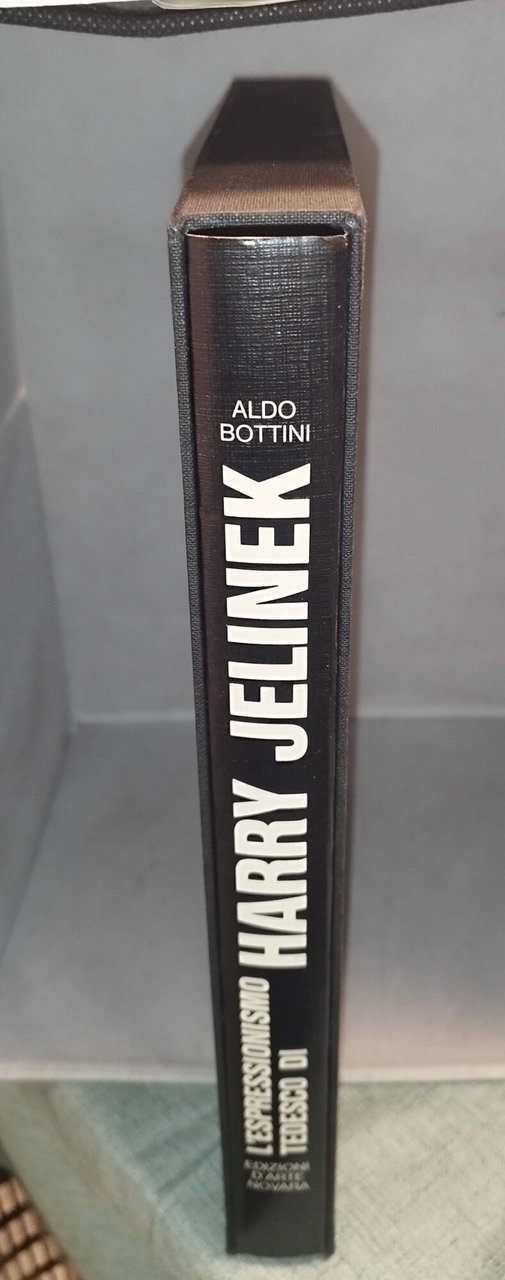 ALDO
BOTTINI
L'ESPRESSIONISMO
TEDESCO DI
HARRY JELINEK
EDIZIONI
D'ARTE
NOVARA